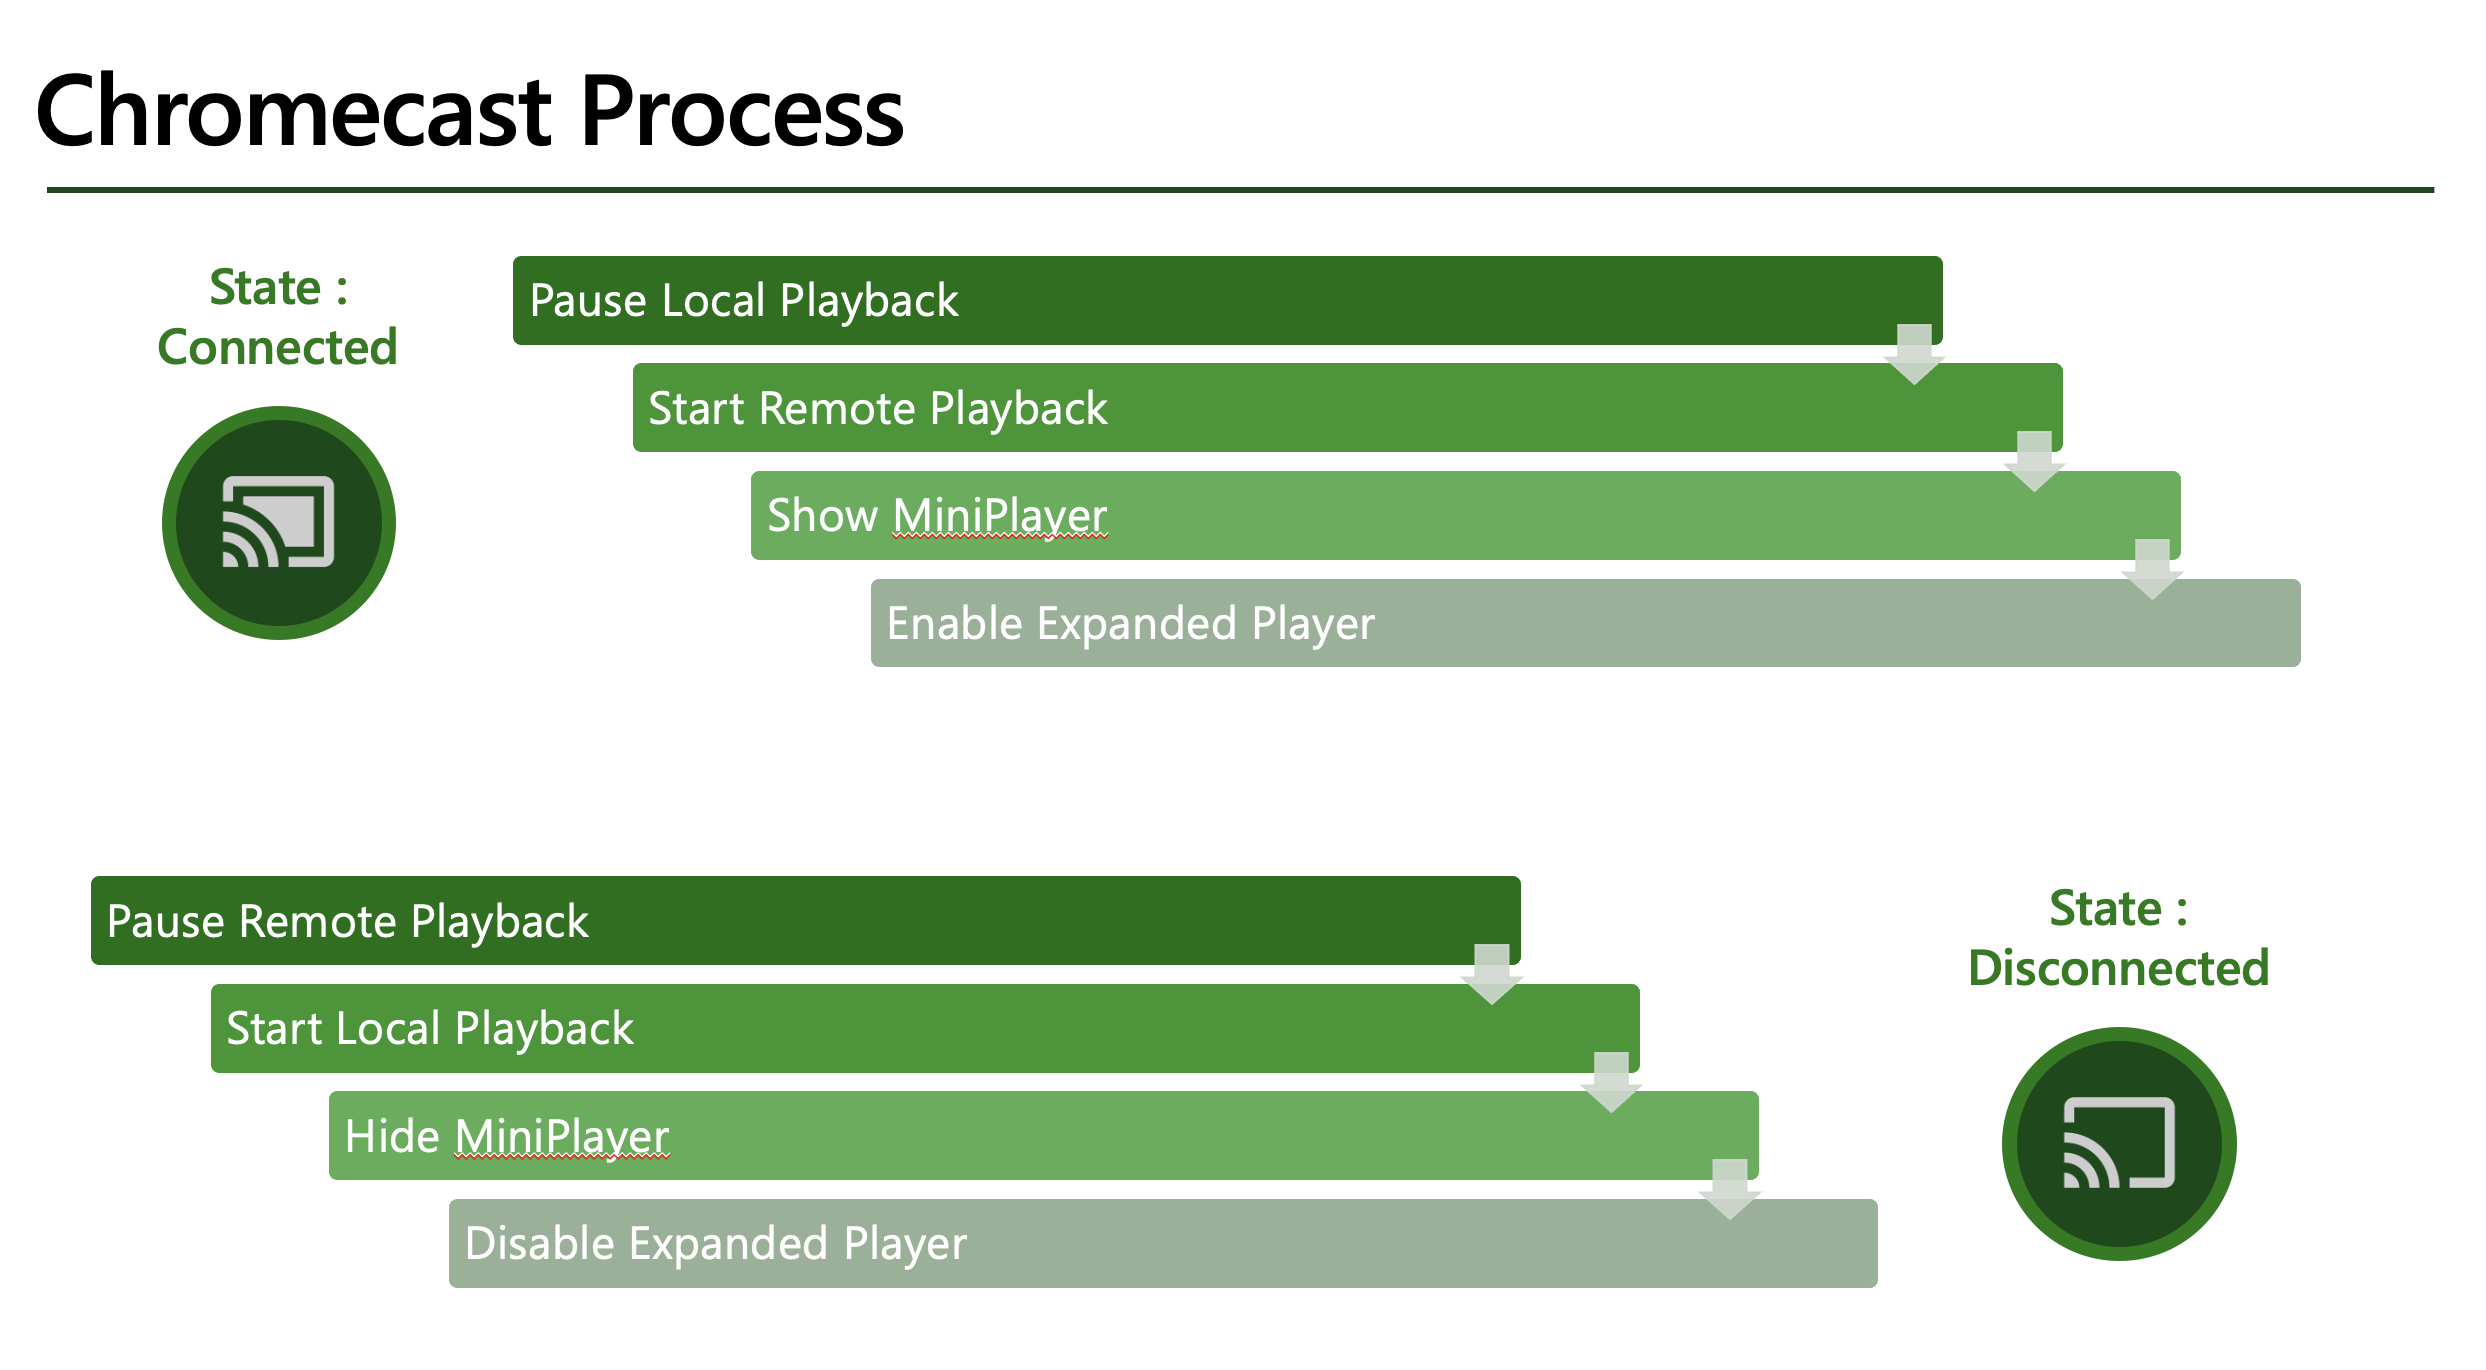 Chromecast Process
State :
Connected
Pause Local Playback
Start Remote Playback
Show MiniPlayer
Enable Expanded Player
Pause Remote Playback
Start Local Playback
Hide MiniPlayer
Disable Expanded Player
State :
Disconnected